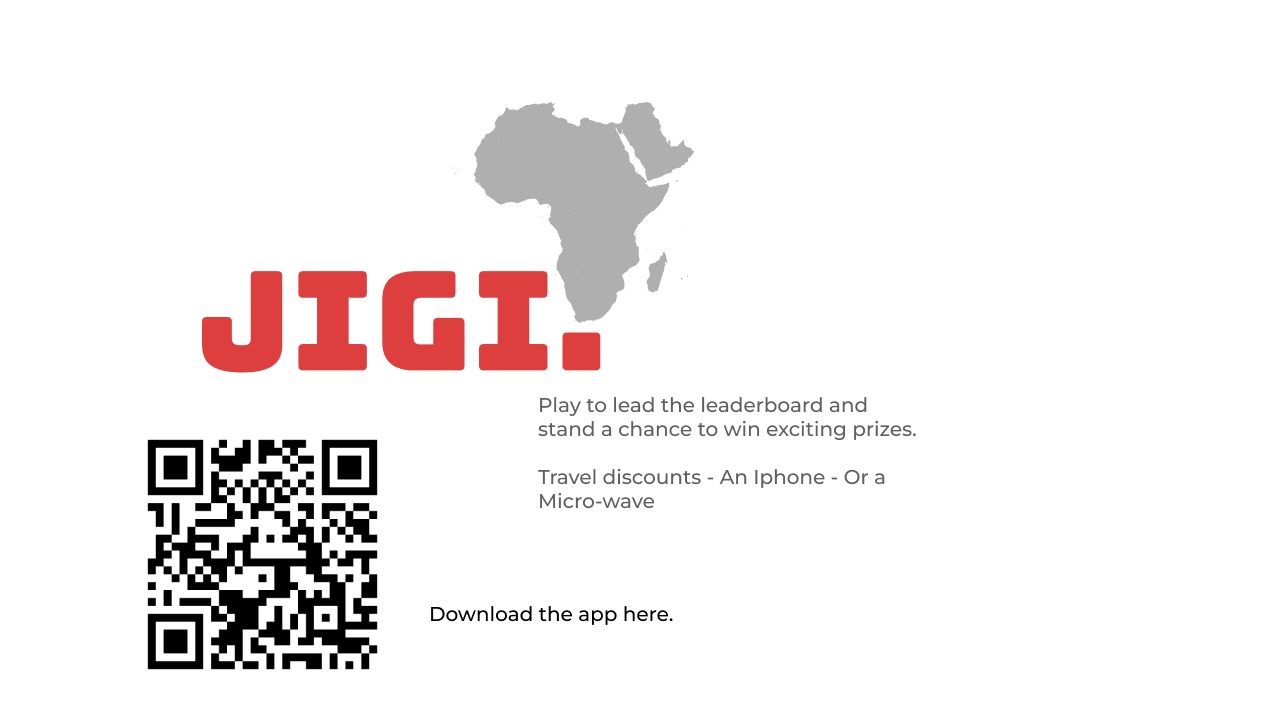 JIGI.
Play to lead the leaderboard and
stand a chance to win exciting prizes.
Travel discounts - An Iphone - Or a
Micro-wave
Download the app here.